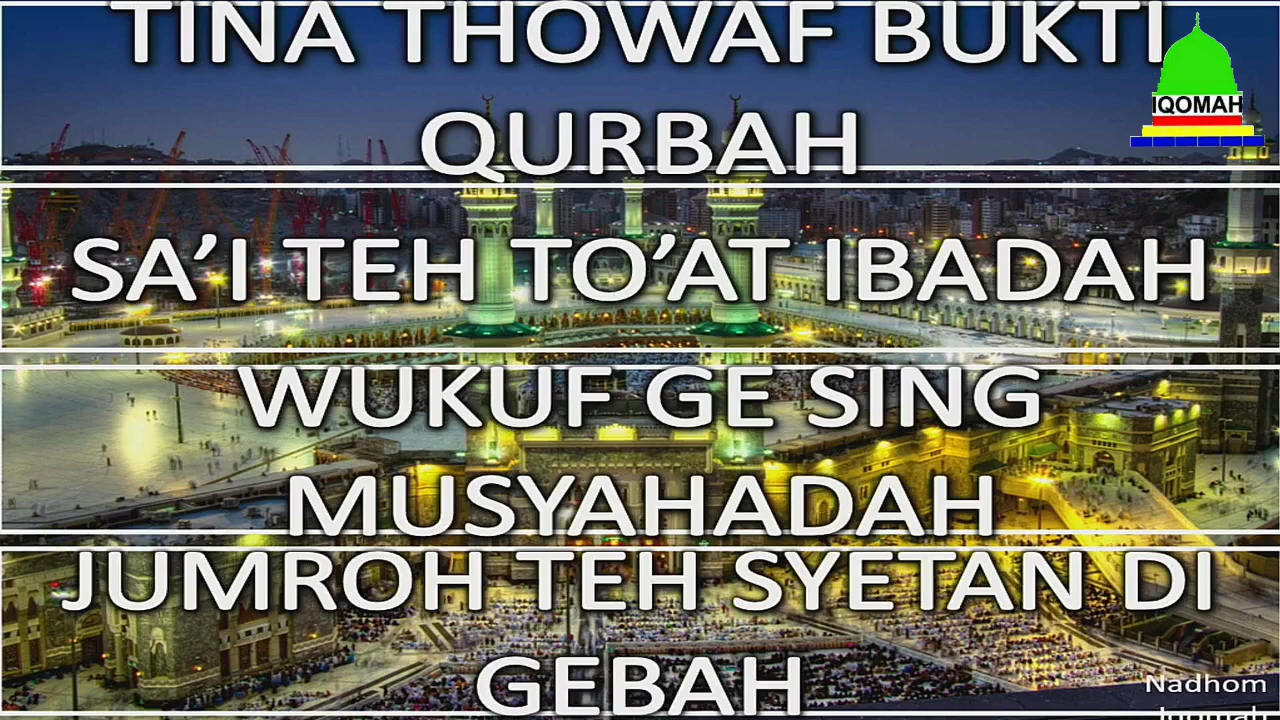 TINA THOWAF BUKTI
QURBAH
SA’I TEH TO’AT IBADAH
WUKUF GE SING
MUSYAHADAH
JUMROH TEH SYETAN DI
GEBAH
IQOMAH
Nadhom